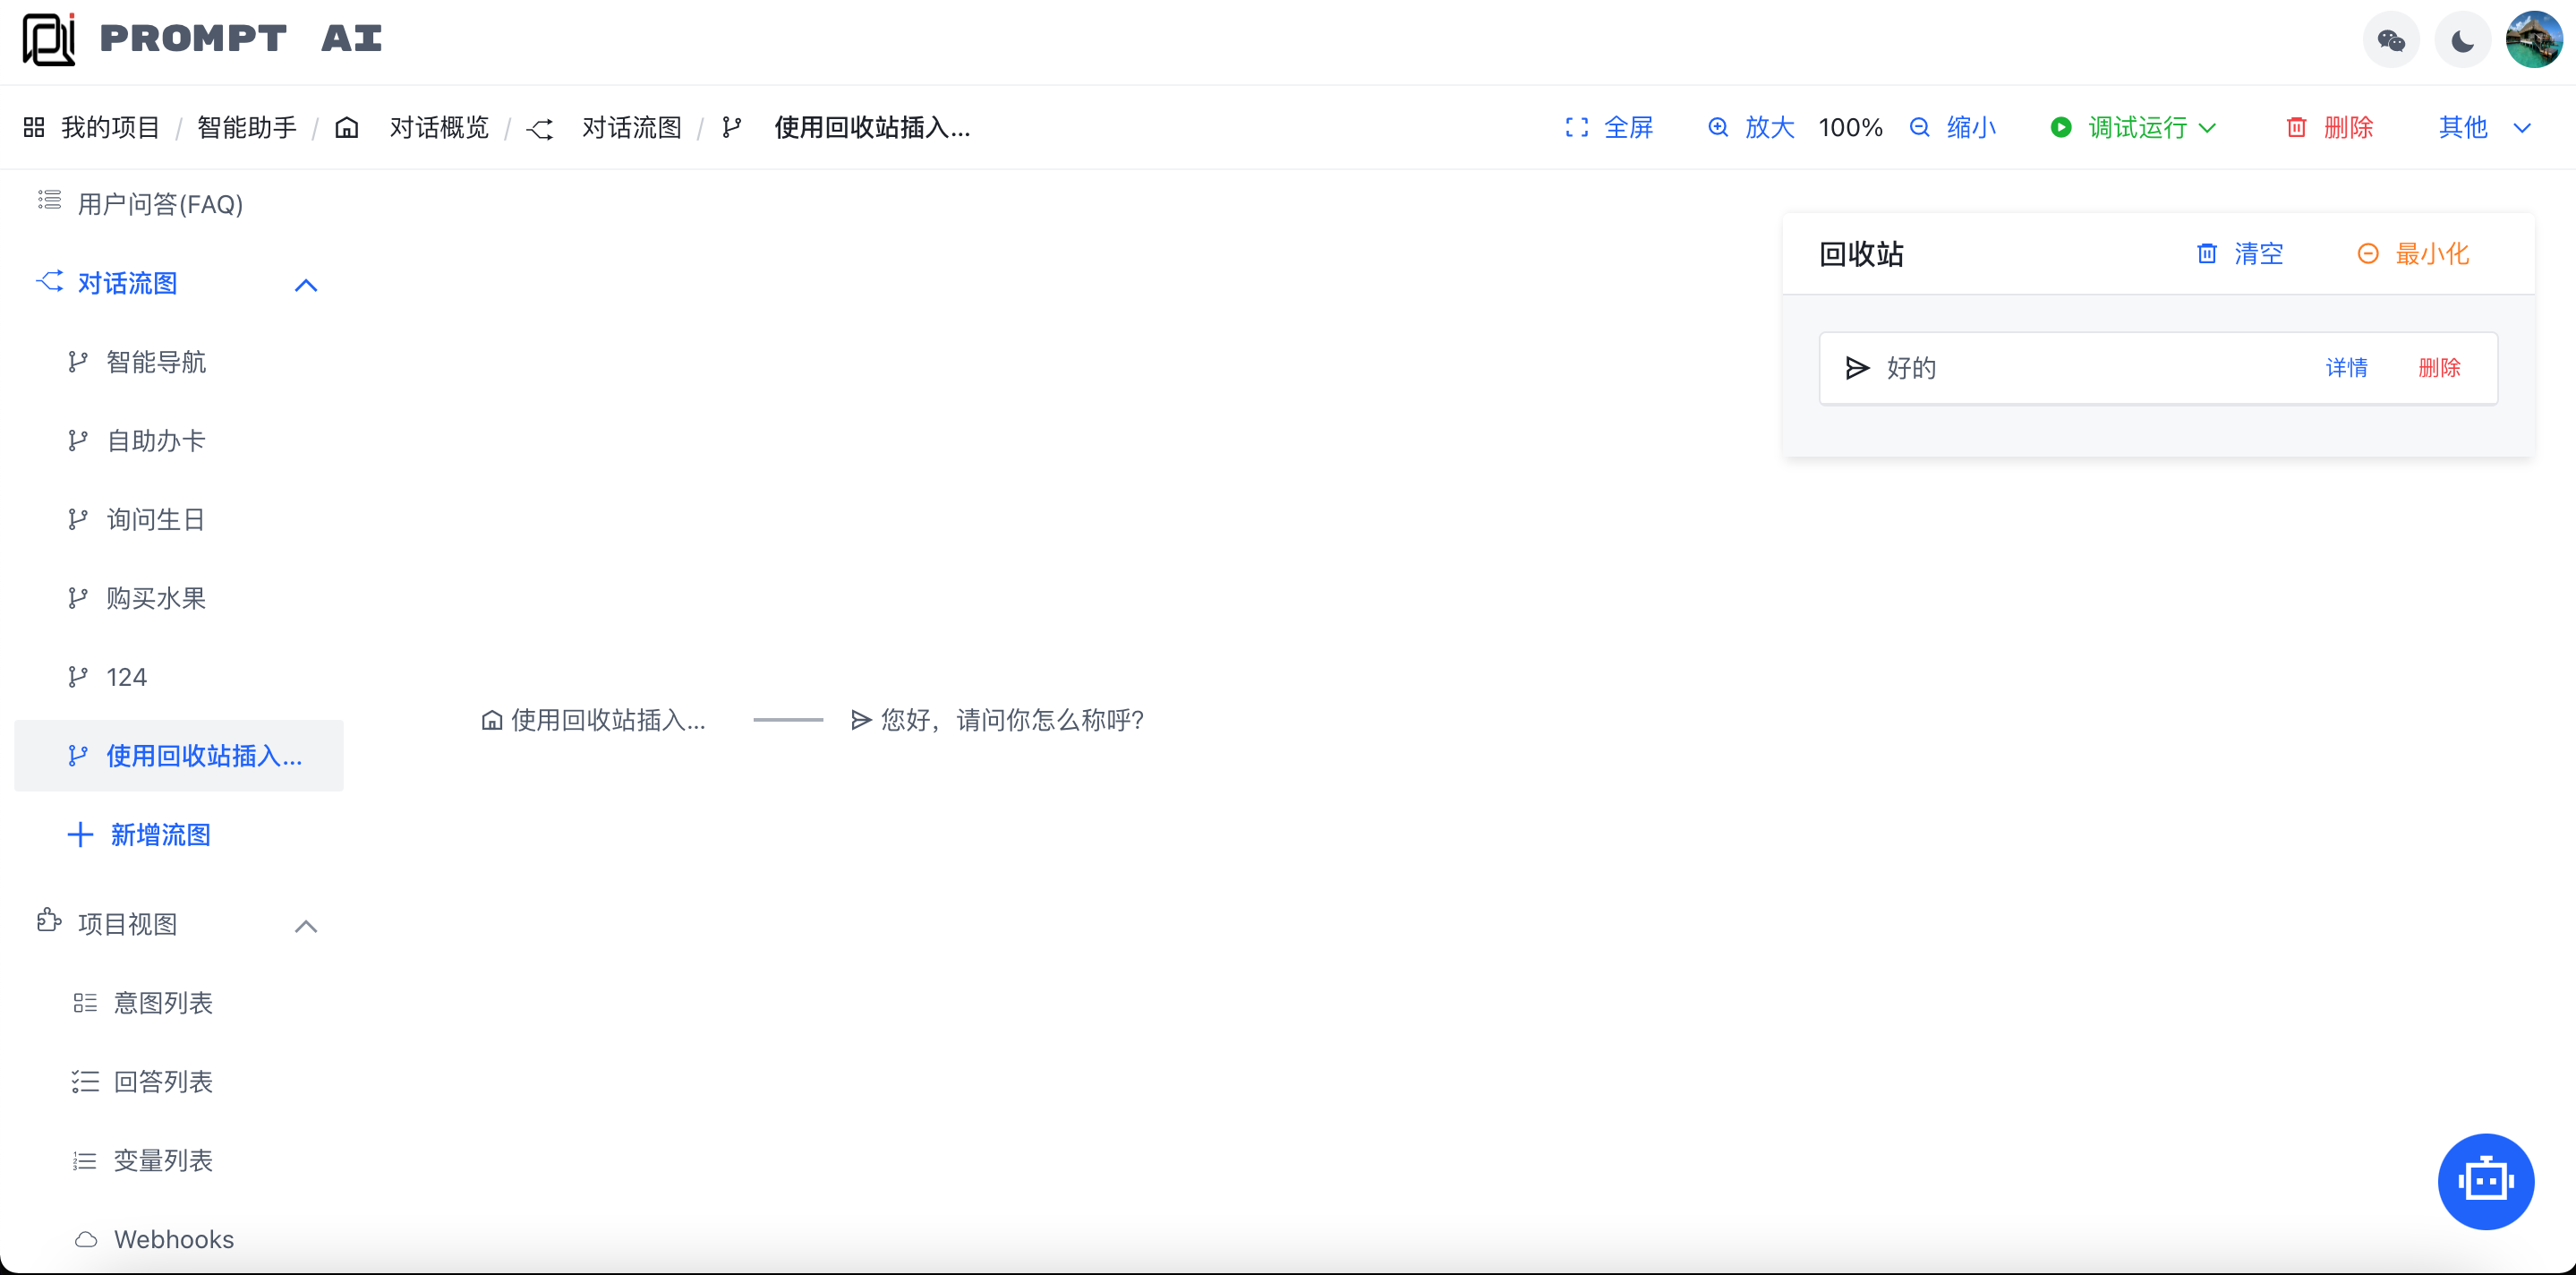 PROMPT AI
我的项目 / 智能助手 / 对话概览 / 对话流图 / 使用回收站插入...
全屏 放大 100% 缩小 调试运行 删除 其他
用户问答(FAQ)
对话流图
智能导航
自助办卡
询问生日
购买水果
124
使用回收站插入...
新增流图
项目视图
意图列表
回答列表
变量列表
Webhooks
使用回收站插入... 您好，请问你怎么称呼?
回收站 清空 最小化
好的 详情 删除